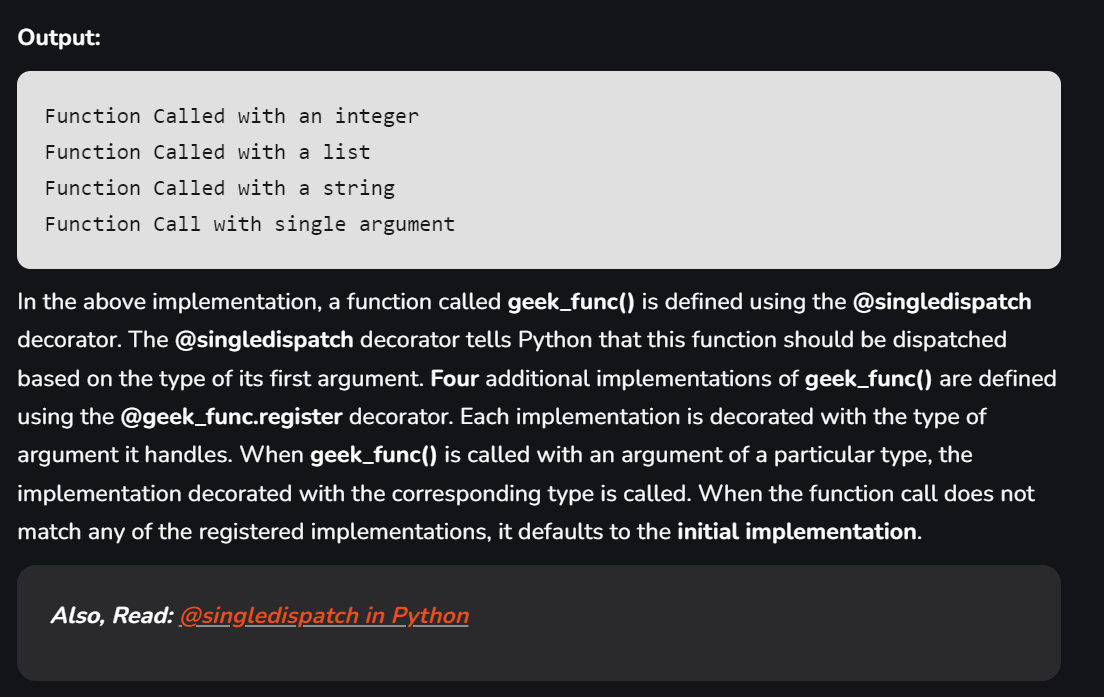 Output:
Function Called with an integer
Function Called with a list
Function Called with a string
Function Call with single argument
In the above implementation, a function called geek_func() is defined using the @singledispatch
decorator. The @singledispatch decorator tells Python that this function should be dispatched
based on the type of its first argument. Four additional implementations of geek_func() are defined
using the @geek_func.register decorator. Each implementation is decorated with the type of
argument it handles. When geek_func() is called with an argument of a particular type, the
implementation decorated with the corresponding type is called. When the function call does not
match any of the registered implementations, it defaults to the initial implementation.
Also, Read: @singledispatch in Python